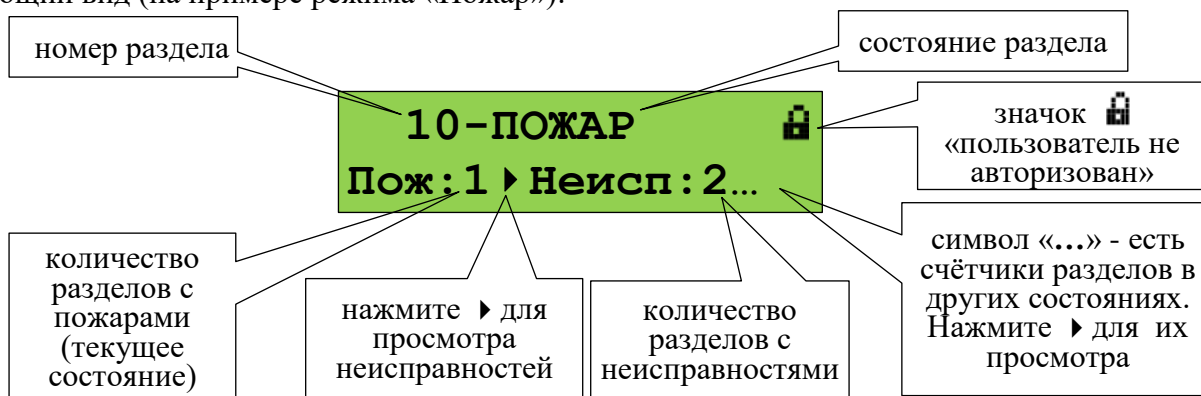 ощий вид (на примере режима «Пожар»).
номер раздела
состояние раздела
10-ПОЖАР
Пож:1 Неисп:2…
значок
«пользователь не
авторизован»
количество
разделов с
пожарами
(текущее
состояние)
нажмите для
просмотра
неисправностей
количество
разделов с
неисправностями
символ «...» - есть
счётчики разделов в
других состояниях.
Нажмите для их
просмотра